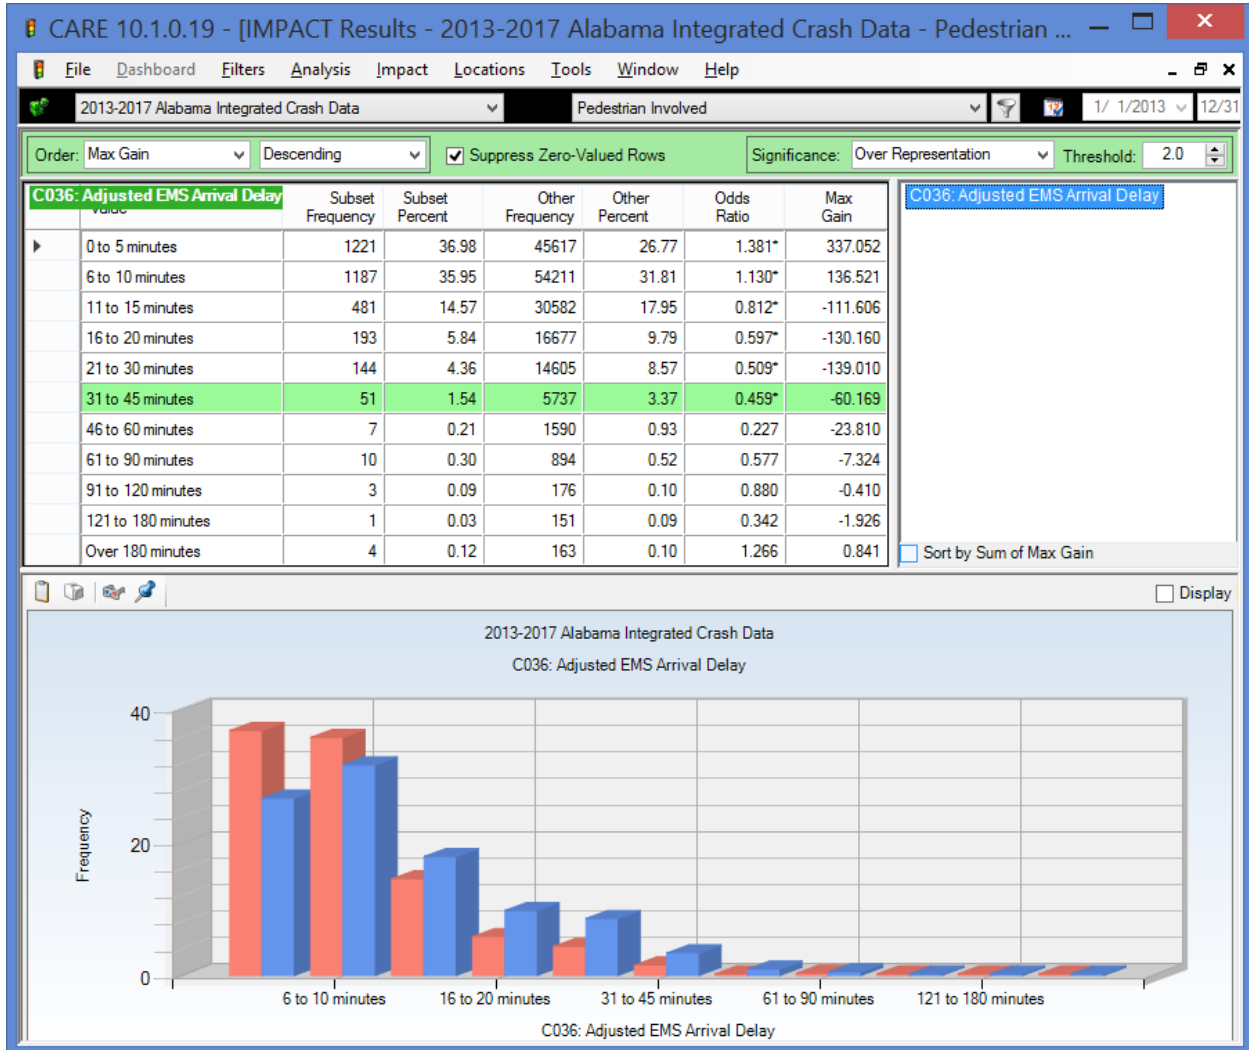 CARE 10.1.0.19 - [IMPACT Results - 2013-2017 Alabama Integrated Crash Data - Pedestrian ...
File Dashboard Filters Analysis Impact Locations Tools Window Help
2013-2017 Alabama Integrated Crash Data Pedestrian Involved 1/ 1/2013 12/31
Order: Max Gain Descending Suppress Zero-Valued Rows Significance: Over Representation Threshold: 2.0
C036: Adjusted EMS Arrival Delay Subset Frequency Subset Percent Other Frequency Other Percent Odds Ratio Max Gain C036: Adjusted EMS Arrival Delay
0 to 5 minutes 1221 36.98 45617 26.77 1.381* 337.052
6 to 10 minutes 1187 35.95 54211 31.81 1.130* 136.521
11 to 15 minutes 481 14.57 30582 17.95 0.812* -111.606
16 to 20 minutes 193 5.84 16677 9.79 0.597* -130.160
21 to 30 minutes 144 4.36 14605 8.57 0.509* -139.010
31 to 45 minutes 51 1.54 5737 3.37 0.459* -60.169
46 to 60 minutes 7 0.21 1590 0.93 0.227 -23.810
61 to 90 minutes 10 0.30 894 0.52 0.577 -7.324
91 to 120 minutes 3 0.09 176 0.10 0.880 -0.410
121 to 180 minutes 1 0.03 151 0.09 0.342 -1.926
Over 180 minutes 4 0.12 163 0.10 1.266 0.841 Sort by Sum of Max Gain
Display
2013-2017 Alabama Integrated Crash Data
C036: Adjusted EMS Arrival Delay
40
20
0
Frequency
6 to 10 minutes 16 to 20 minutes 31 to 45 minutes 61 to 90 minutes 121 to 180 minutes
C036: Adjusted EMS Arrival Delay